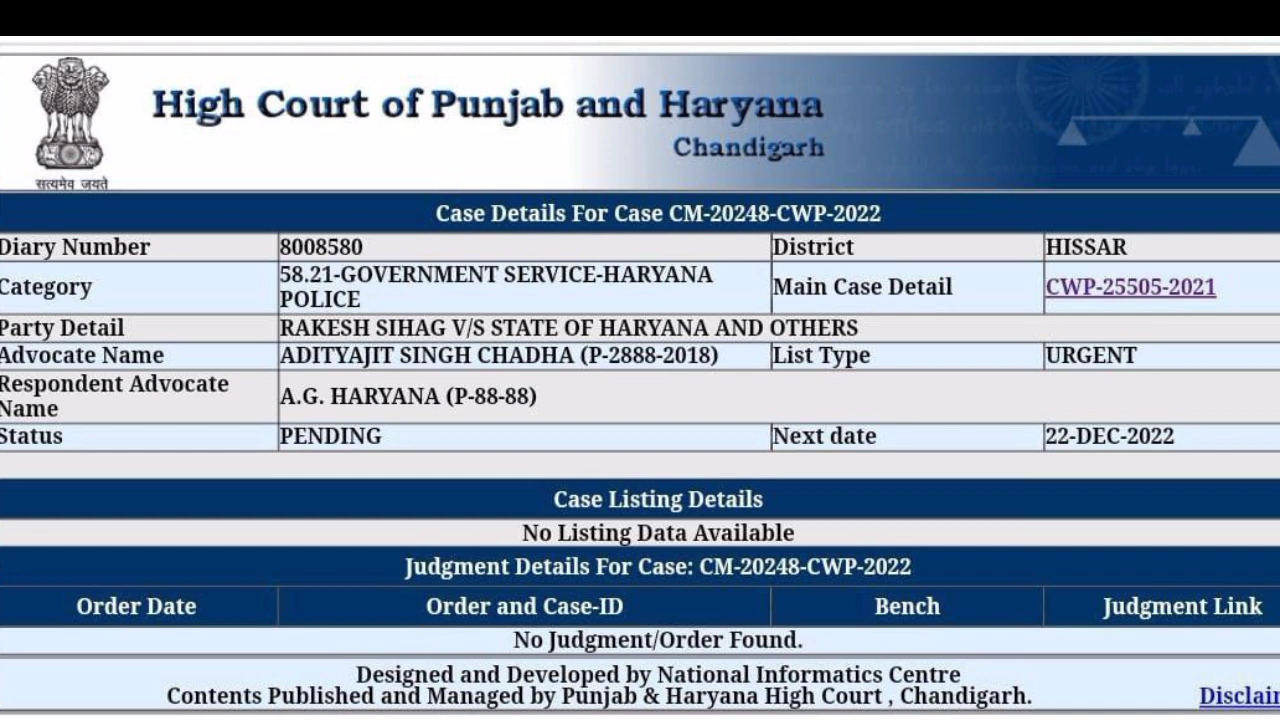 High Court of Punjab and Haryana
Chandigarh
सत्यमेव जयते
Case Details For Case CM-20248-CWP-2022
Diary Number 8008580 District HISSAR
Category 58.21-GOVERNMENT SERVICE-HARYANA POLICE Main Case Detail CWP-25505-2021
Party Detail RAKESH SIHAG V/S STATE OF HARYANA AND OTHERS
Advocate Name ADITYAJIT SINGH CHADHA (P-2888-2018) List Type URGENT
Respondent Advocate Name A.G. HARYANA (P-88-88)
Status PENDING Next date 22-DEC-2022
Case Listing Details
No Listing Data Available
Judgment Details For Case: CM-20248-CWP-2022
Order Date Order and Case-ID Bench Judgment Link
No Judgment/Order Found.
Designed and Developed by National Informatics Centre
Contents Published and Managed by Punjab & Haryana High Court , Chandigarh.
Disclain